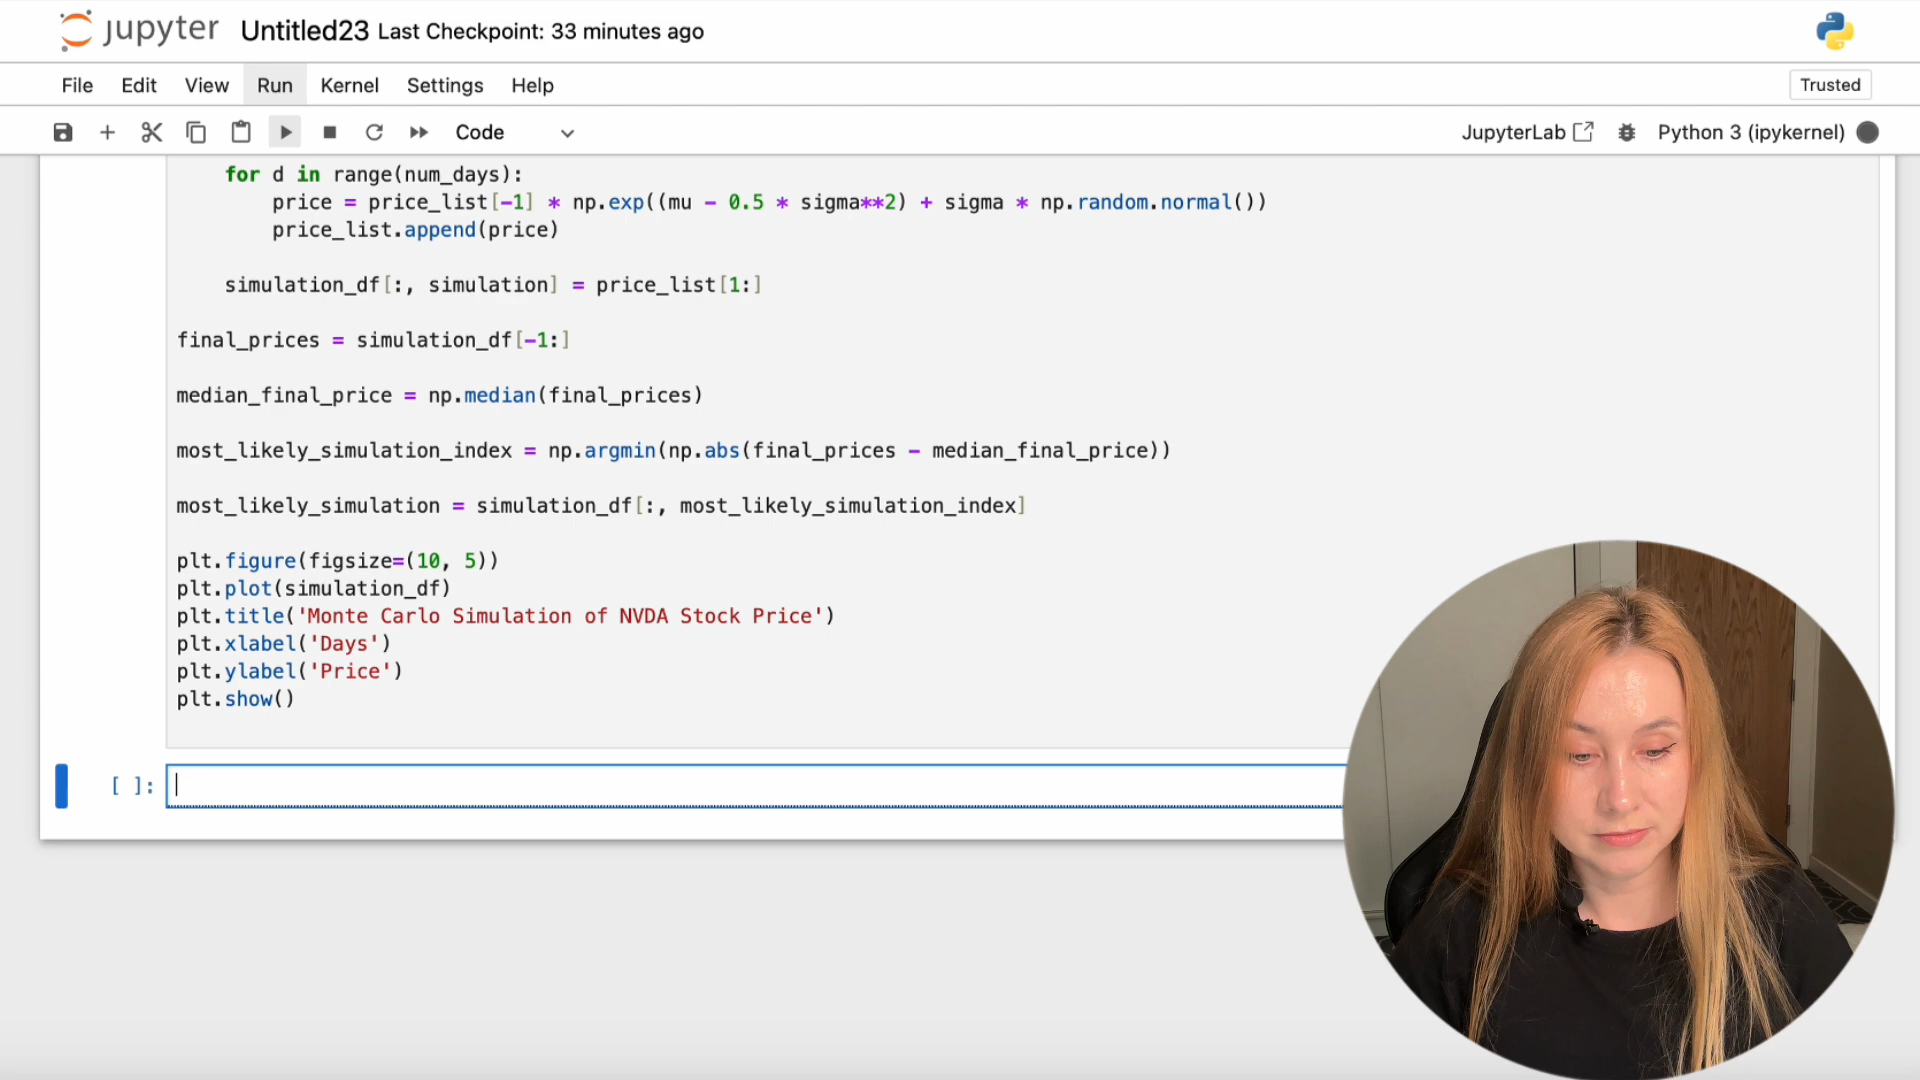 jupyter Untitled23 Last Checkpoint: 33 minutes ago
File Edit View Run Kernel Settings Help Trusted
Code JupyterLab Python 3 (ipykernel)
for d in range(num_days):
price = price_list[-1] * np.exp((mu - 0.5 * sigma**2) + sigma * np.random.normal())
price_list.append(price)
simulation_df[:, simulation] = price_list[1:]
final_prices = simulation_df[-1:]
median_final_price = np.median(final_prices)
most_likely_simulation_index = np.argmin(np.abs(final_prices - median_final_price))
most_likely_simulation = simulation_df[:, most_likely_simulation_index]
plt.figure(figsize=(10, 5))
plt.plot(simulation_df)
plt.title('Monte Carlo Simulation of NVDA Stock Price')
plt.xlabel('Days')
plt.ylabel('Price')
plt.show()
[ ]: